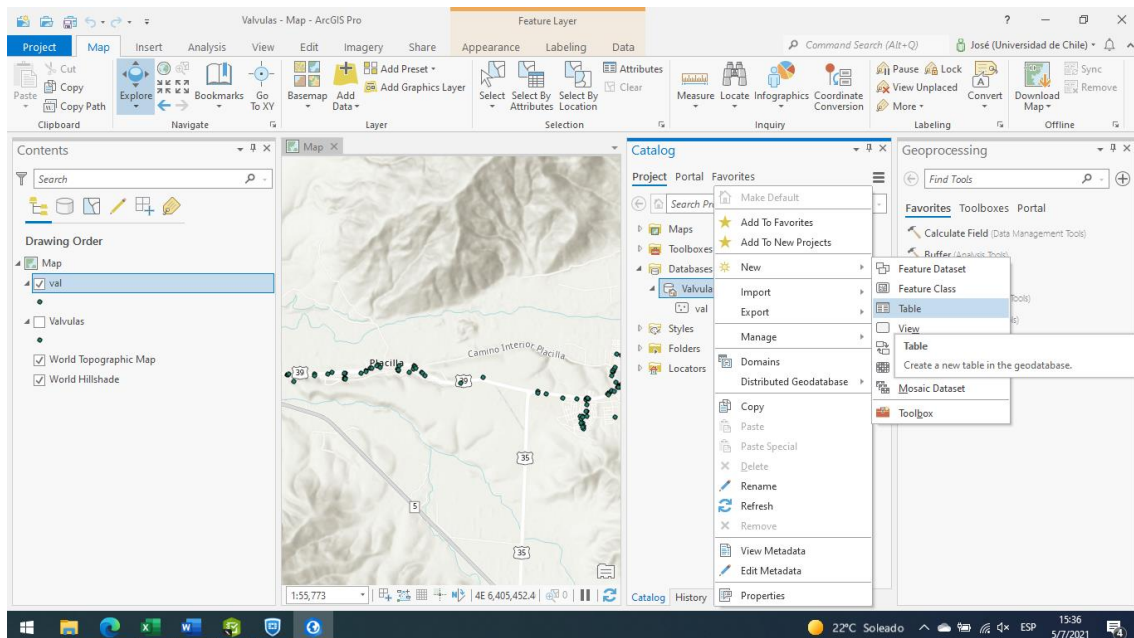 Valvulas - Map - ArcGIS Pro
Feature Layer
?
Project
Map
Insert
Analysis
View
Edit
Imagery
Share
Appearance
Labeling
Data
Command Search (Alt+Q)
José (Universidad de Chile)
Paste
Cut
Copy
Copy Path
Clipboard
Explore
Bookmarks
Go To XY
Navigate
Basemap
Add Data
Add Preset
Add Graphics Layer
Layer
Select
Select By Attributes
Select By Location
Attributes
Clear
Selection
Measure
Locate
Infographics
Coordinate Conversion
Inquiry
Pause
Lock
View Unplaced
More
Convert
Labeling
Download Map
Sync
Remove
Offline
Contents
Search
Drawing Order
Map
val
Valvulas
World Topographic Map
World Hillshade
Map
Placilla
Camino Interior Placilla
39
39
35
5
35
1:55,773
4E 6,405,452.4
0
Catalog
Project
Portal
Favorites
Search Pr
Maps
Toolboxes
Databases
Valvula
val
Styles
Folders
Locators
Catalog
History
Make Default
Add To Favorites
Add To New Projects
New
Import
Export
Manage
Domains
Distributed Geodatabase
Copy
Paste
Paste Special
Delete
Rename
Refresh
Remove
View Metadata
Edit Metadata
Properties
Feature Dataset
Feature Class
Table
View
Table
Create a new table in the geodatabase.
Mosaic Dataset
Toolbox
Geoprocessing
Find Tools
Favorites
Toolboxes
Portal
Calculate Field (Data Management Tools)
Buffer (Analysis Tools)
Tools)
22°C Soleado
ESP
15:36
5/7/2021
4